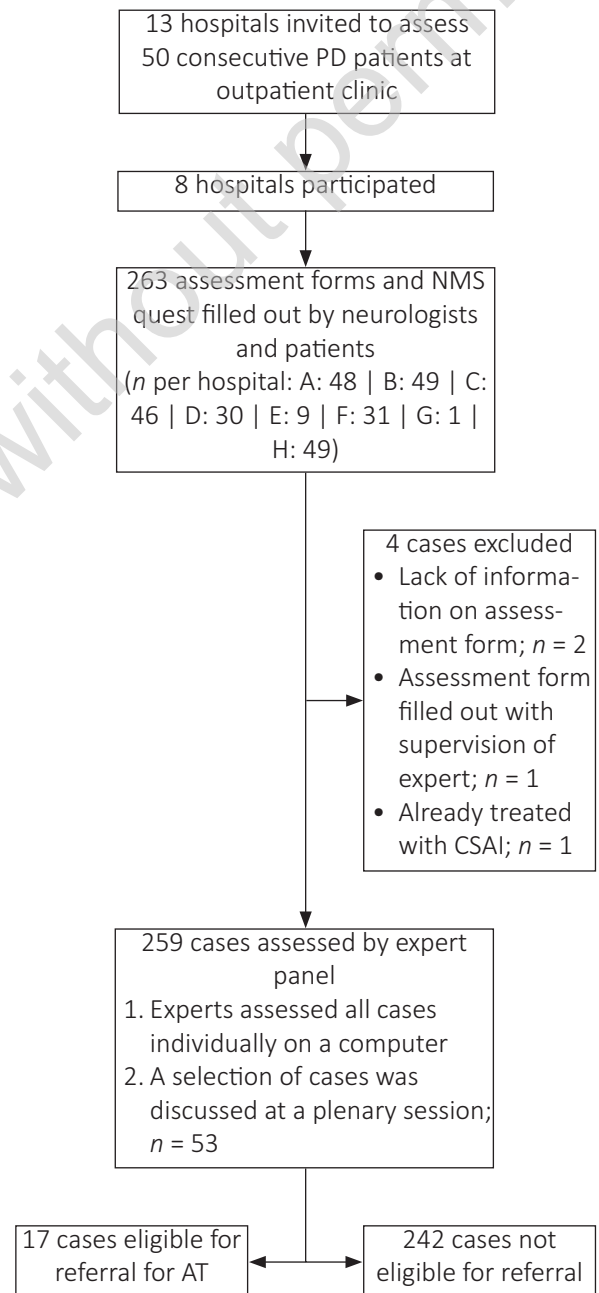 13 hospitals invited to assess
50 consecutive PD patients at
outpatient clinic
8 hospitals participated
263 assessment forms and NMS
quest filled out by neurologists
and patients
(n per hospital: A: 48 | B: 49 | C:
46 | D: 30 | E: 9 | F: 31 | G: 1 |
H: 49)
4 cases excluded
• Lack of informa-
tion on assess-
ment form; n = 2
• Assessment form
filled out with
supervision of
expert; n = 1
• Already treated
with CSAI; n = 1
259 cases assessed by expert
panel
1. Experts assessed all cases
individually on a computer
2. A selection of cases was
discussed at a plenary session;
n = 53
17 cases eligible for
referral for AT
242 cases not
eligible for referral
without perm